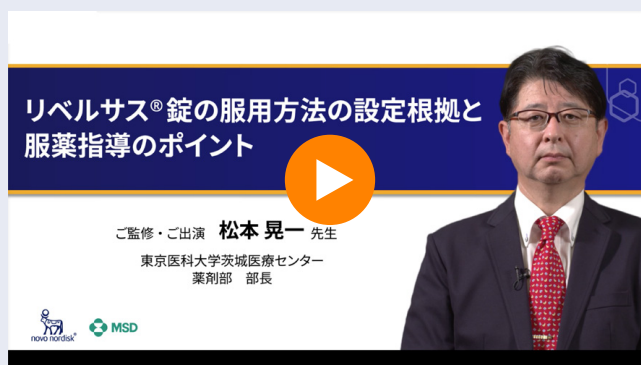 リベルサス®錠の服用方法の設定根拠と
服薬指導のポイント
ご監修・ご出演 松本 晃一 先生
東京医科大学茨城医療センター
薬剤部 部長
novo nordisk®
MSD